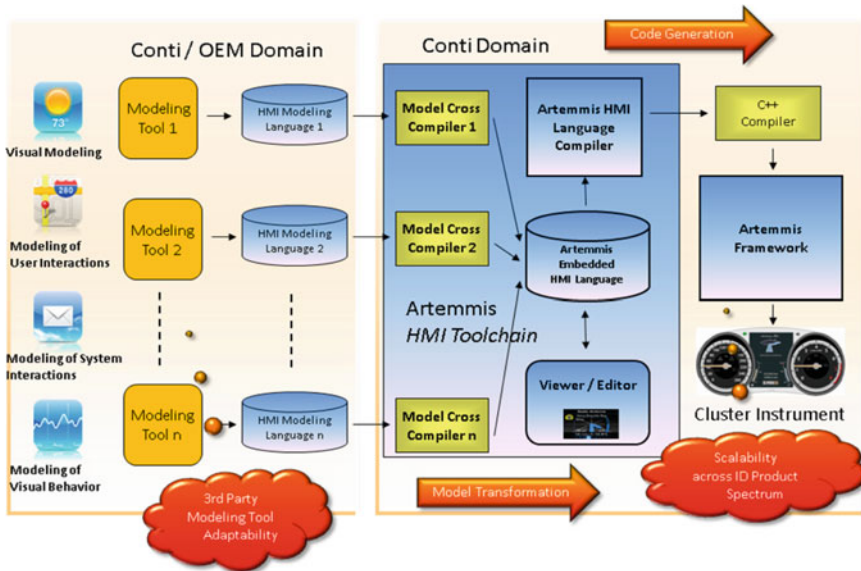 Conti / OEM Domain
Conti Domain
Code Generation
73°
Visual Modeling
Modeling
Tool 1
HMI Modeling
Language 1
Model Cross
Compiler 1
Artemmis HMI
Language
Compiler
C++
Compiler
280
Modeling of
User Interactions
Modeling
Tool 2
HMI Modeling
Language 2
Model Cross
Compiler 2
Artemmis
Embedded
HMI Language
Artemmis
Framework
Artemmis
HMI Toolchain
Modeling of System
Interactions
Modeling of
Visual Behavior
Modeling
Tool n
HMI Modeling
Language n
Model Cross
Compiler n
Viewer / Editor
Cluster Instrument
3rd Party
Modeling Tool
Adaptability
Model Transformation
Scalability
across ID Product
Spectrum